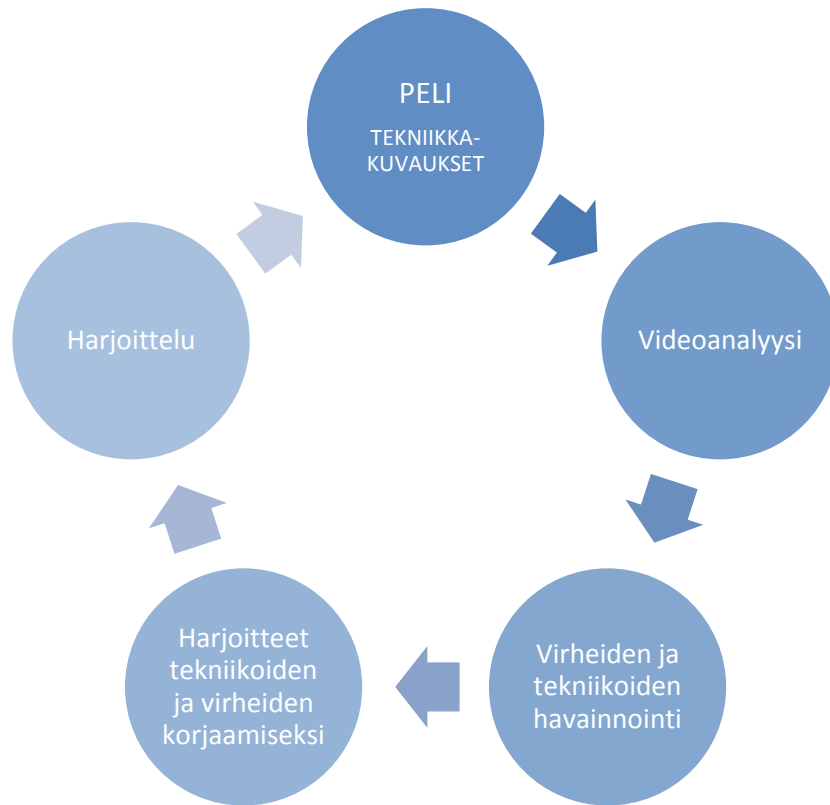 PELI
TEKNIIKKA-
KUVAUKSET
Videoanalyysi
Virheiden ja
tekniikoiden
havainnointi
Harjoitteet
tekniikoiden
ja virheiden
korjaamiseksi
Harjoittelu